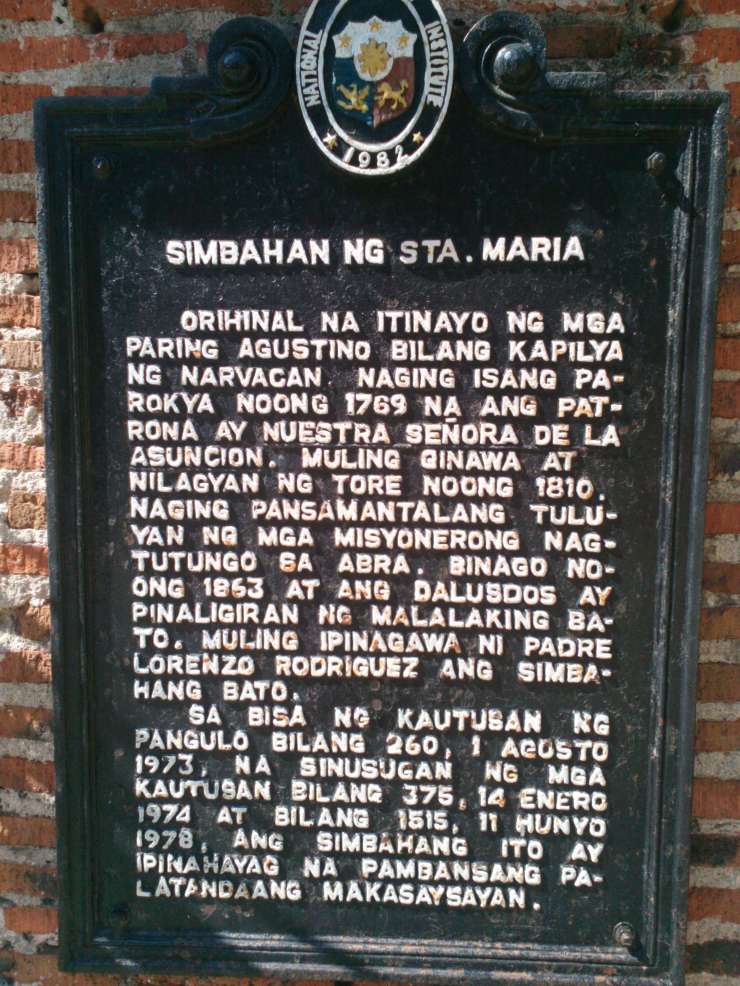 NATIONAL INSTITUTE
1982
SIMBAHAN NG STA. MARIA
ORIHINAL NA ITINAYO NG MGA
PARING AGUSTINO BILANG KAPILYA
NG NARVACAN. NAGING ISANG PA-
ROKYA NOONG 1769 NA ANG PAT-
RONA AY NUESTRA SEÑORA DE LA
ASUNCION. MULING GINAWA AT
NILAGYAN NG TORE NOONG 1810.
NAGING PANSAMANTALANG TULU-
YAN NG MGA MISYONERONG NAG-
TUTUNGO SA ABRA. BINAGO NO-
ONG 1863 AT ANG DALUSDOS AY
PINALIGIRAN NG MALALAKING BA-
TO. MULING IPINAGAWA NI PADRE
LORENZO RODRIGUEZ ANG SIMBA-
HANG BATO.
SA BISA NG KAUTUSAN NG
PANGULO BILANG 260, 1 AGOSTO
1973, NA SINUSUGAN NG MGA
KAUTUSAN BILANG 375, 14 ENERO
1974 AT BILANG 1515, 11 HUNYO
1978, ANG SIMBAHANG ITO AY
IPINAHAYAG NA PAMBANSANG PA-
LATANDAANG MAKASAYSAYAN.